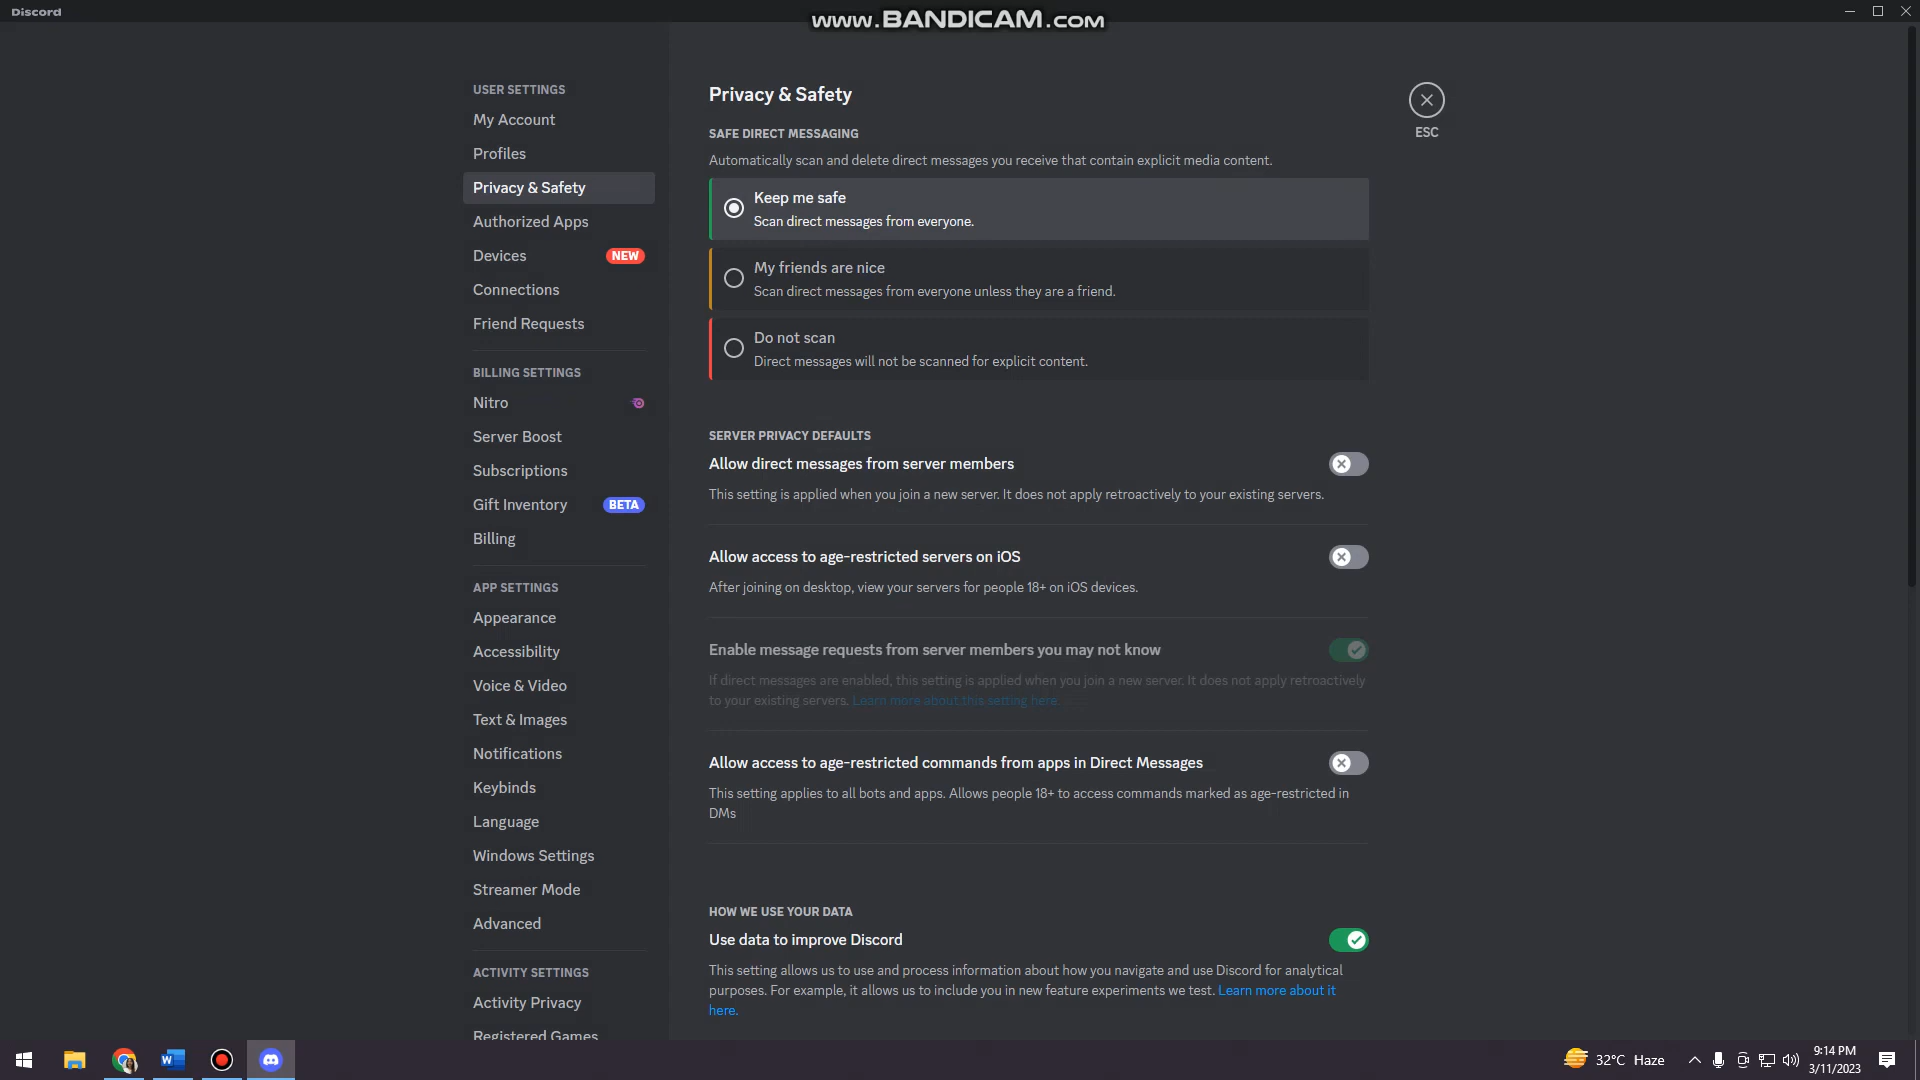 Discord
www.BANDICAM.com
USER SETTINGS
My Account
Profiles
Privacy & Safety
Authorized Apps
Devices NEW
Connections
Friend Requests
BILLING SETTINGS
Nitro
Server Boost
Subscriptions
Gift Inventory BETA
Billing
APP SETTINGS
Appearance
Accessibility
Voice & Video
Text & Images
Notifications
Keybinds
Language
Windows Settings
Streamer Mode
Advanced
ACTIVITY SETTINGS
Activity Privacy
Registered Games
Privacy & Safety
SAFE DIRECT MESSAGING
Automatically scan and delete direct messages you receive that contain explicit media content.
Keep me safe
Scan direct messages from everyone.
My friends are nice
Scan direct messages from everyone unless they are a friend.
Do not scan
Direct messages will not be scanned for explicit content.
SERVER PRIVACY DEFAULTS
Allow direct messages from server members
This setting is applied when you join a new server. It does not apply retroactively to your existing servers.
Allow access to age-restricted servers on iOS
After joining on desktop, view your servers for people 18+ on iOS devices.
Enable message requests from server members you may not know
If direct messages are enabled, this setting is applied when you join a new server. It does not apply retroactively
to your existing servers. Learn more about this setting here.
Allow access to age-restricted commands from apps in Direct Messages
This setting applies to all bots and apps. Allows people 18+ to access commands marked as age-restricted in
DMs
HOW WE USE YOUR DATA
Use data to improve Discord
This setting allows us to use and process information about how you navigate and use Discord for analytical
purposes. For example, it allows us to include you in new feature experiments we test. Learn more about it
here.
ESC
32°C Haze
9:14 PM
3/11/2023